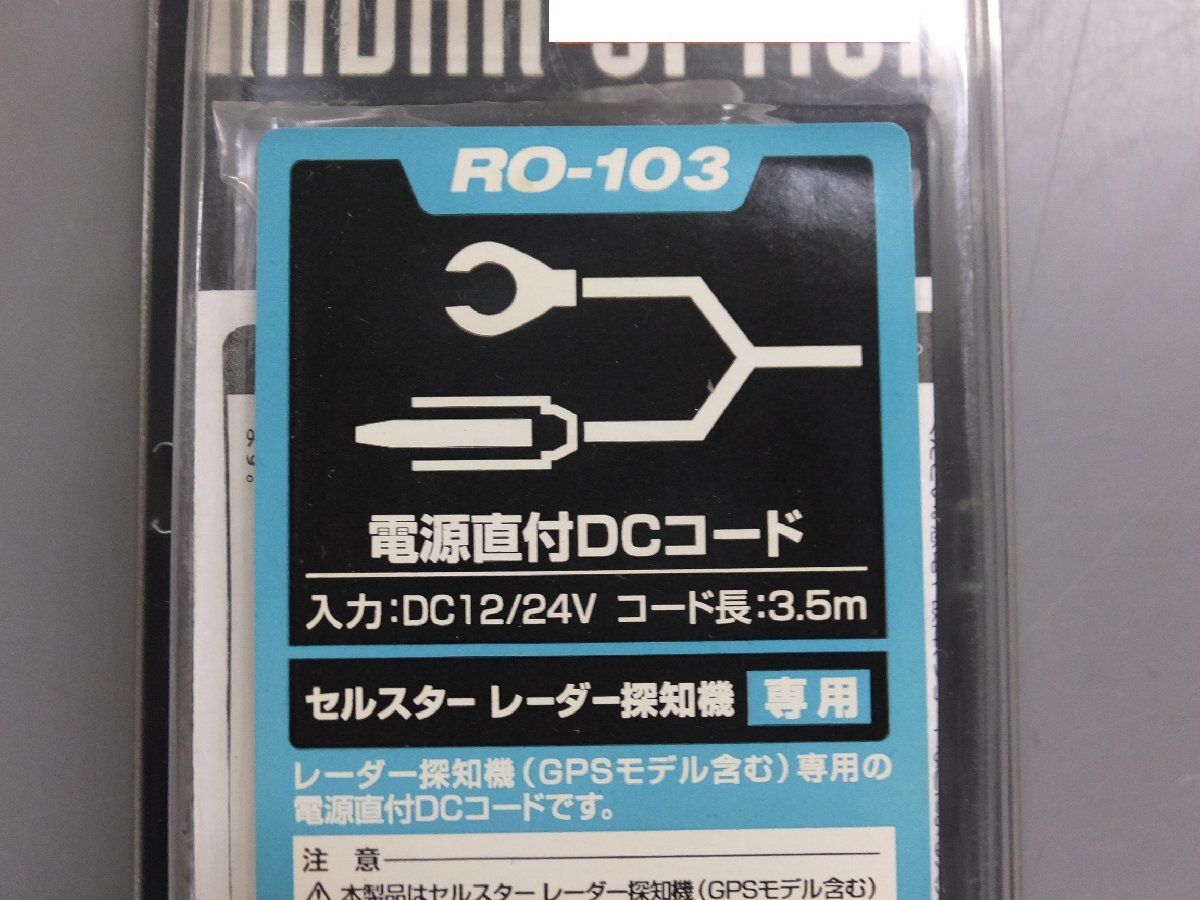 RADAR OPTION
RO-103
電源直付DCコード
入力:DC12/24V コード長:3.5m
セルスター レーダー探知機 専用
レーダー探知機(GPSモデル含む)専用の
電源直付DCコードです。
注 意
⚠ 本製品はセルスター レーダー探知機(GPSモデル含む)